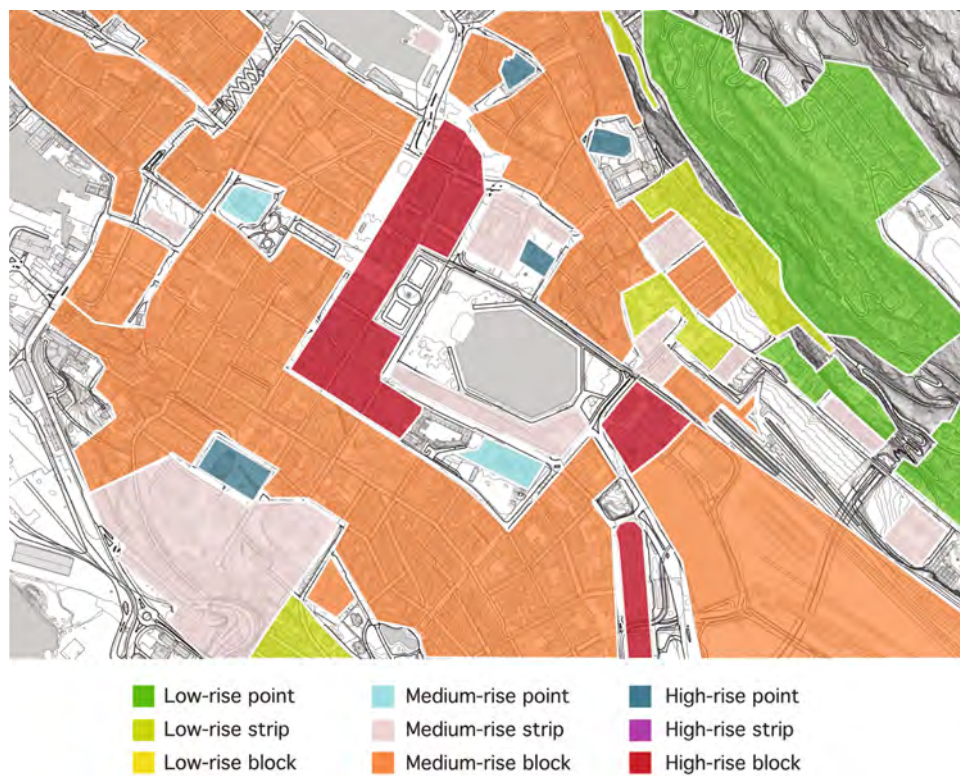 Low-rise point
Medium-rise point
High-rise point
Low-rise strip
Medium-rise strip
High-rise strip
Low-rise block
Medium-rise block
High-rise block